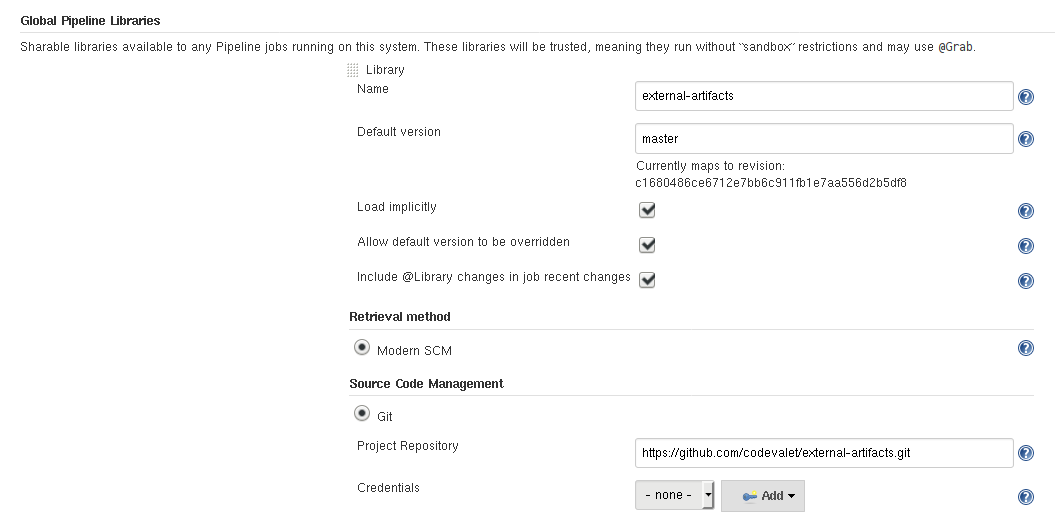 Global Pipeline Libraries
Sharable libraries available to any Pipeline jobs running on this system. These libraries will be trusted, meaning they run without “sandbox” restrictions and may use @Grab.
Library
Name
external-artifacts
Default version
master
Currently maps to revision:
c1680486ce6712e7bb6c911fb1e7aa556d2b5df8
Load implicitly
Allow default version to be overridden
Include @Library changes in job recent changes
Retrieval method
Modern SCM
Source Code Management
Git
Project Repository
https://github.com/codevalet/external-artifacts.git
Credentials
- none -
Add